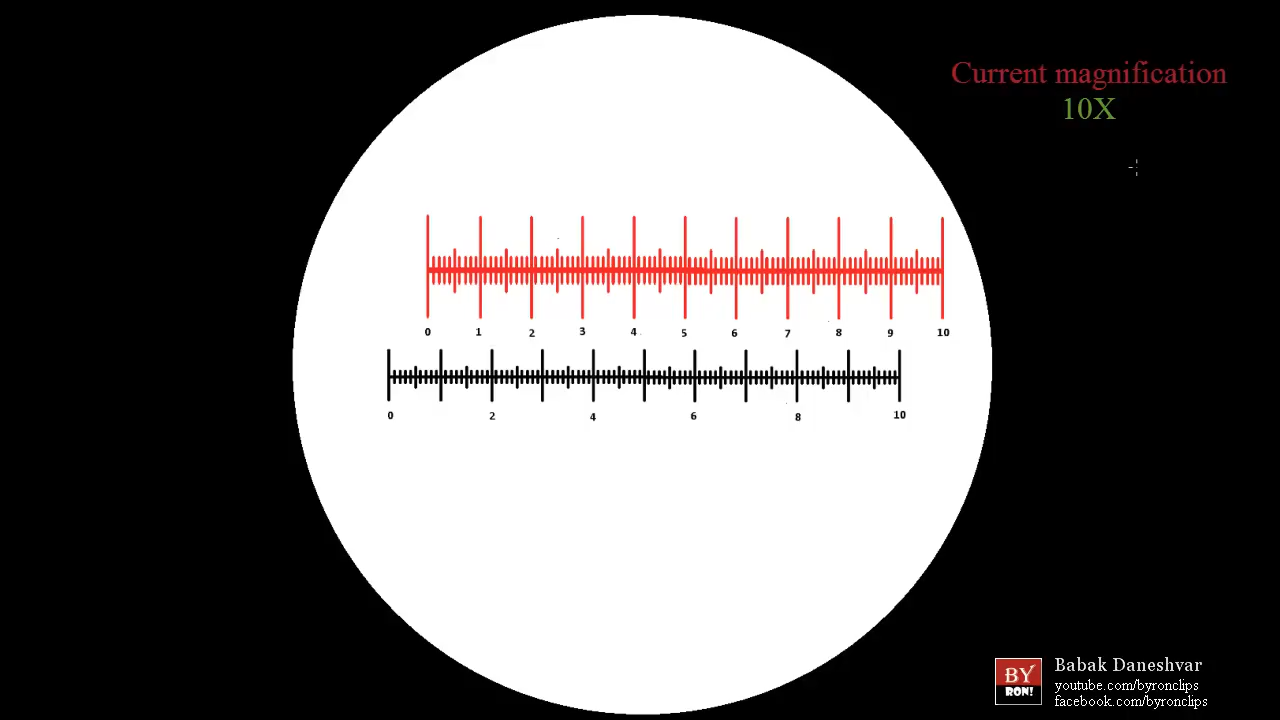 Current magnification
10X
0 1 2 3 4 5 6 7 8 9 10
0 2 4 6 8 10
BY
RON!
Babak Daneshvar
youtube.com/byronclips
facebook.com/byronclips